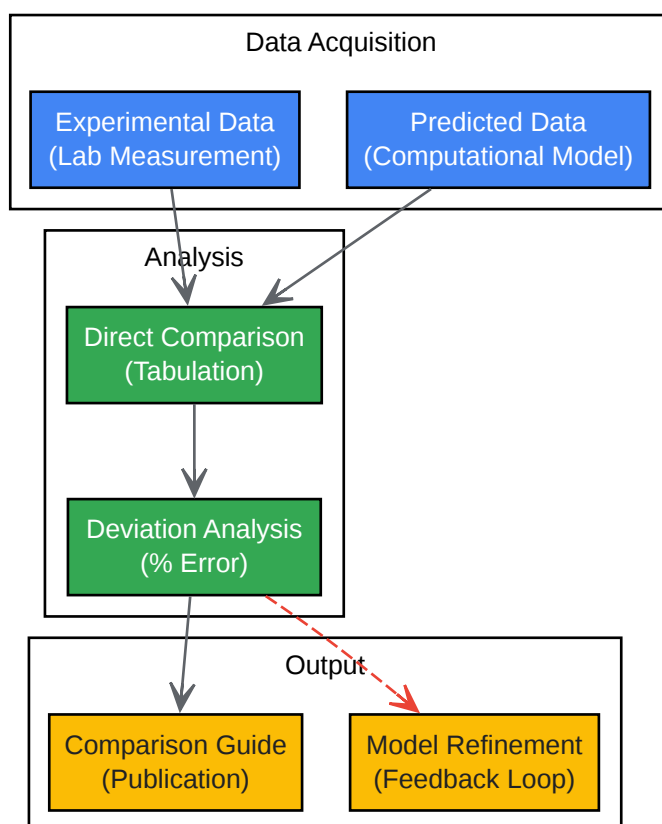 Data Acquisition
Experimental Data
(Lab Measurement)
Predicted Data
(Computational Model)
Analysis
Direct Comparison
(Tabulation)
Deviation Analysis
(% Error)
Output
Comparison Guide
(Publication)
Model Refinement
(Feedback Loop)